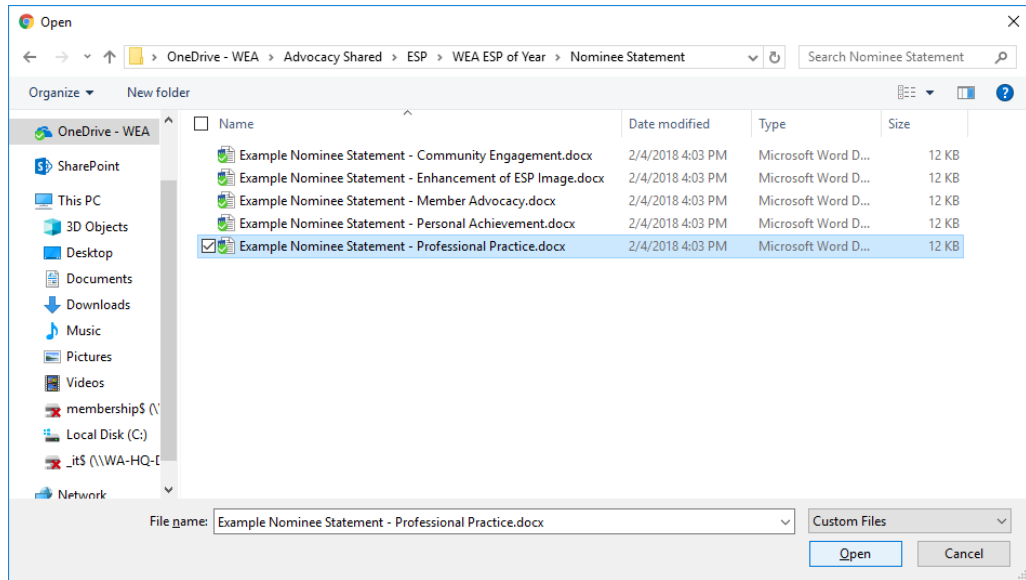 Open
OneDrive - WEA > Advocacy Shared > ESP > WEA ESP of Year > Nominee Statement
Search Nominee Statement
Organize
New folder
Name
Date modified
Type
Size
OneDrive - WEA
SharePoint
This PC
3D Objects
Desktop
Documents
Downloads
Music
Pictures
Videos
membership$ (\'
Local Disk (C:)
_it$ (\\WA-HQ-D
Network
Example Nominee Statement - Community Engagement.docx 2/4/2018 4:03 PM Microsoft Word D... 12 KB
Example Nominee Statement - Enhancement of ESP Image.docx 2/4/2018 4:03 PM Microsoft Word D... 12 KB
Example Nominee Statement - Member Advocacy.docx 2/4/2018 4:03 PM Microsoft Word D... 12 KB
Example Nominee Statement - Personal Achievement.docx 2/4/2018 4:03 PM Microsoft Word D... 12 KB
Example Nominee Statement - Professional Practice.docx 2/4/2018 4:03 PM Microsoft Word D... 12 KB
File name: Example Nominee Statement - Professional Practice.docx
Custom Files
Open
Cancel